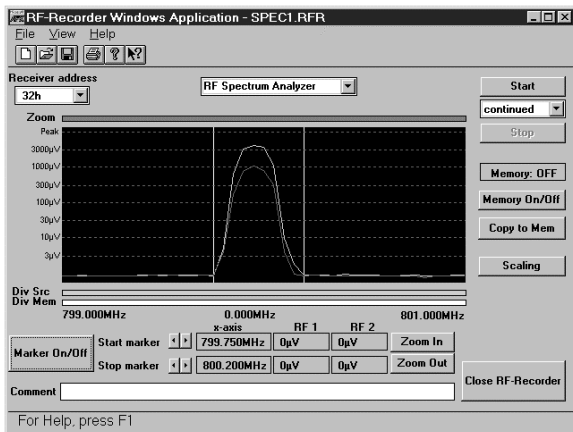 RF-Recorder Windows Application - SPEC1.RFR
File View Help
Receiver address
32h
RF Spectrum Analyzer
Start
continued
Stop
Zoom
Peak
3000µV
1000µV
300µV
100µV
30µV
10µV
3µV
Memory: OFF
Memory On/Off
Copy to Mem
Scaling
Div Src
Div Mem
799.000MHz 0.000MHz 801.000MHz
x-axis RF 1 RF 2
Marker On/Off
Start marker 799.750MHz 0µV 0µV Zoom In
Stop marker 800.200MHz 0µV 0µV Zoom Out
Close RF-Recorder
Comment
For Help, press F1